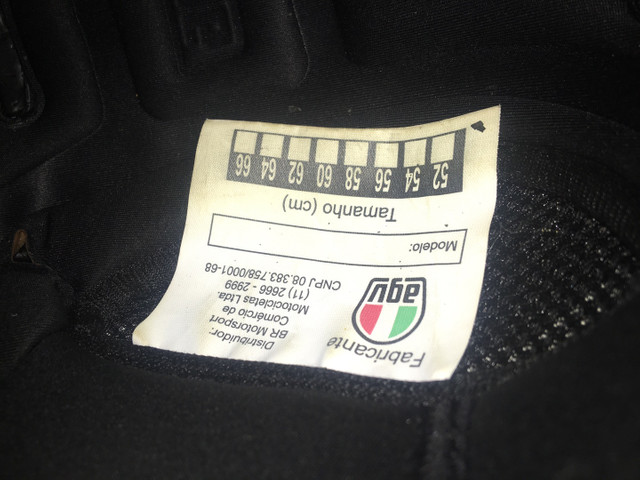 Fabricante
agv
Distribuidor:
BR Motorsport
Comércio de
Motocicletas Ltda.
(11) 2666 - 2999
CNPJ 08.383.758/0001-68
Modelo:
Tamanho (cm)
52 54 56 58 60 62 64 66